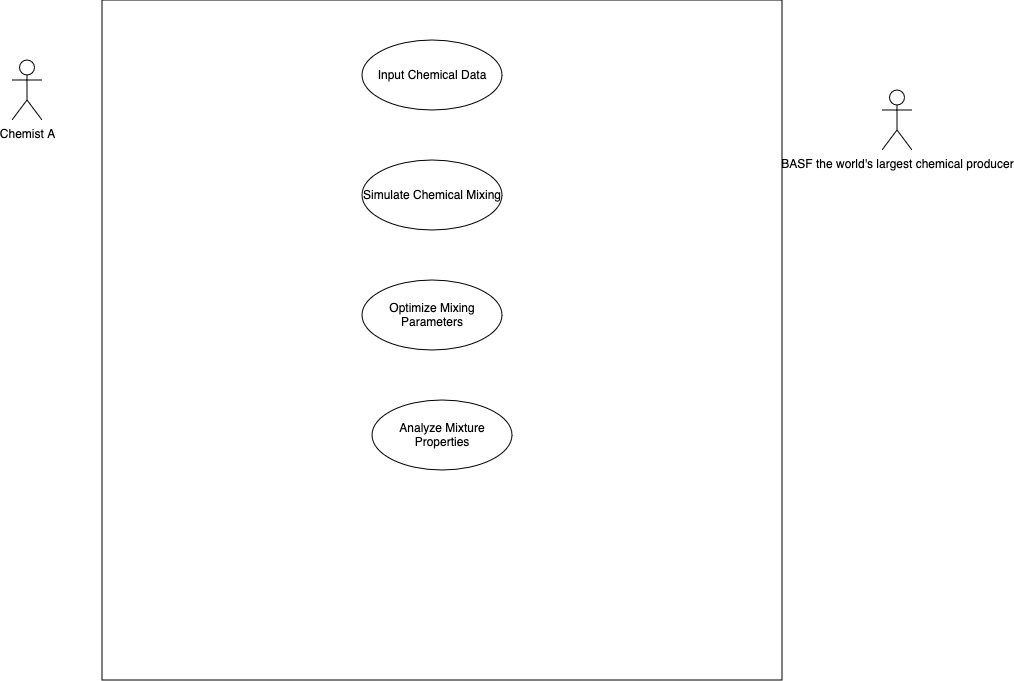 Input Chemical Data
Chemist A
BASF the world's largest chemical producer
Simulate Chemical Mixing
Optimize Mixing
Parameters
Analyze Mixture
Properties